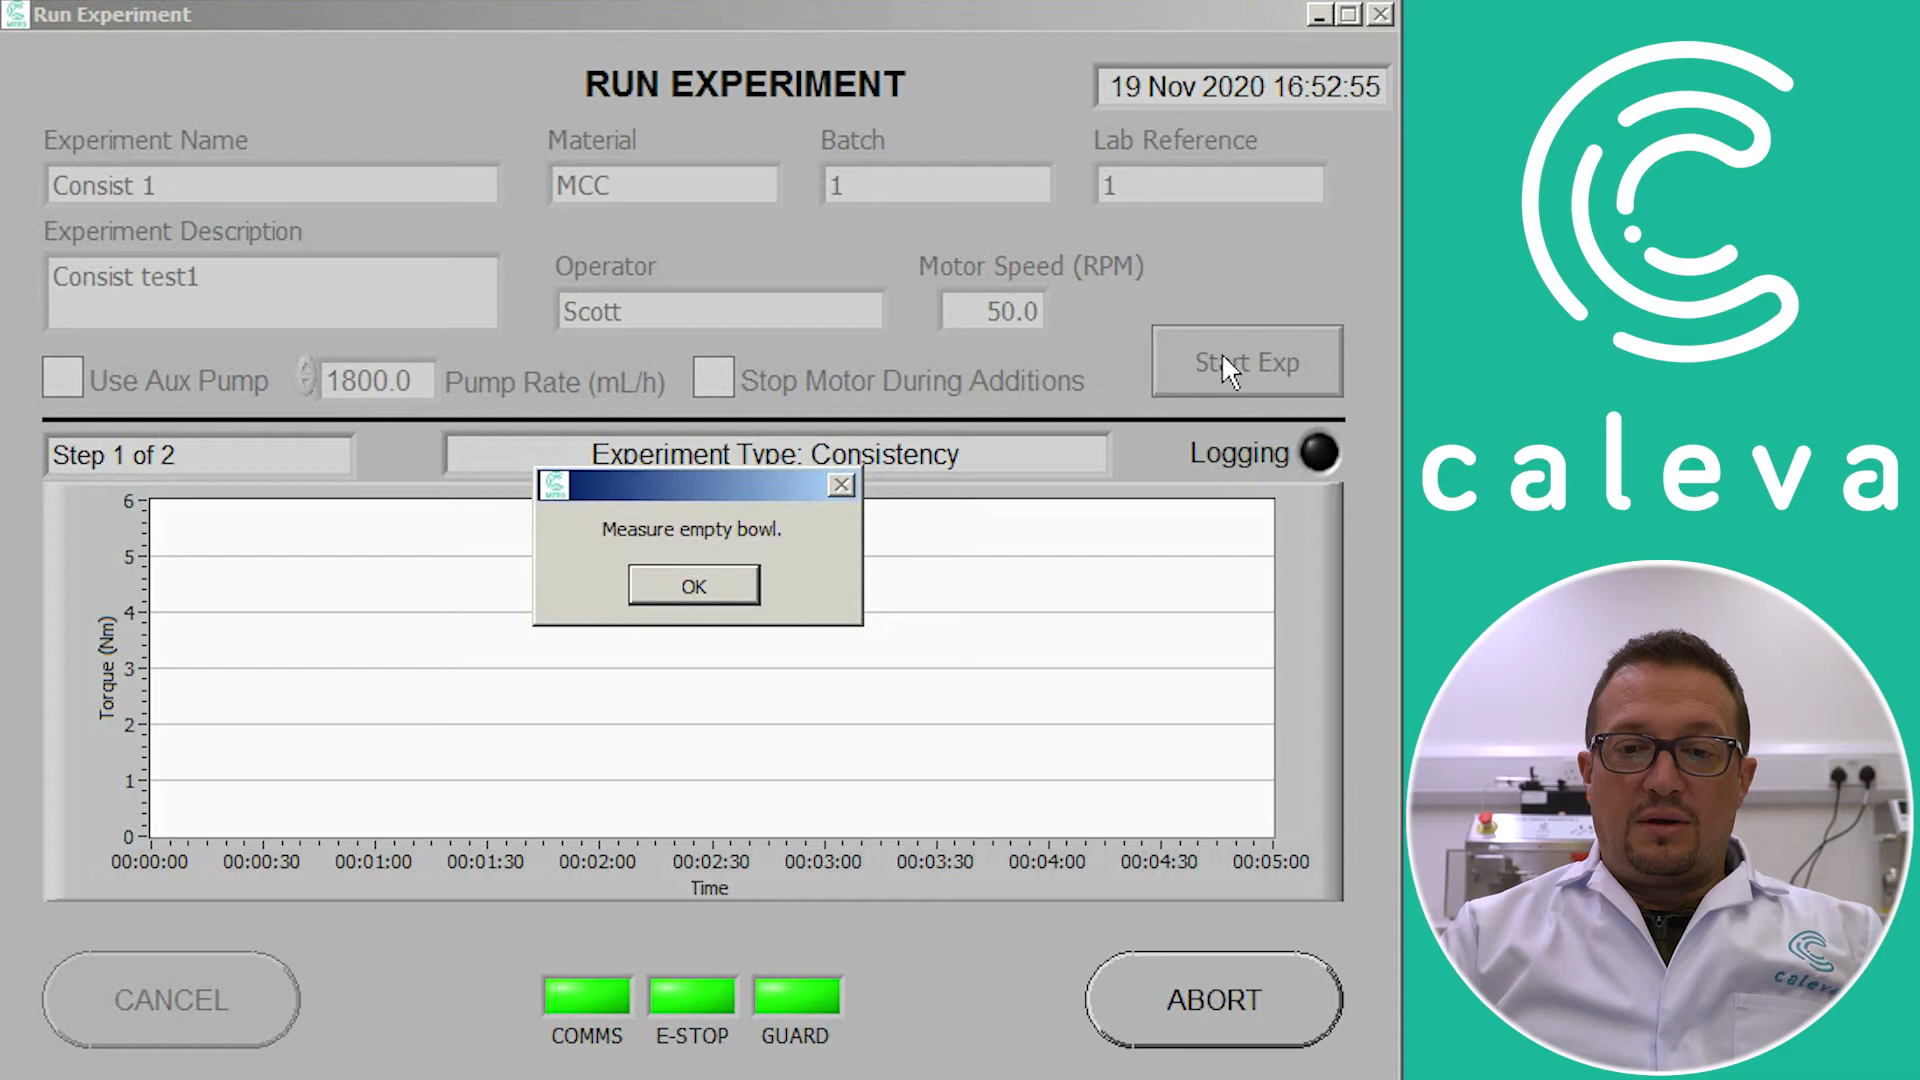 Run Experiment
RUN EXPERIMENT
19 Nov 2020 16:52:55
Experiment Name
Material
Batch
Lab Reference
Consist 1
MCC
1
1
Experiment Description
Consist test1
Operator
Motor Speed (RPM)
Scott
50.0
Use Aux Pump
1800.0
Pump Rate (mL/h)
Stop Motor During Additions
Start Exp
Step 1 of 2
Experiment Type: Consistency
Logging
Measure empty bowl.
OK
6
5
4
3
2
1
0
Torque (Nm)
00:00:00 00:00:30 00:01:00 00:01:30 00:02:00 00:02:30 00:03:00 00:03:30 00:04:00 00:04:30 00:05:00
Time
CANCEL
COMMS
E-STOP
GUARD
ABORT
caleva
caleva